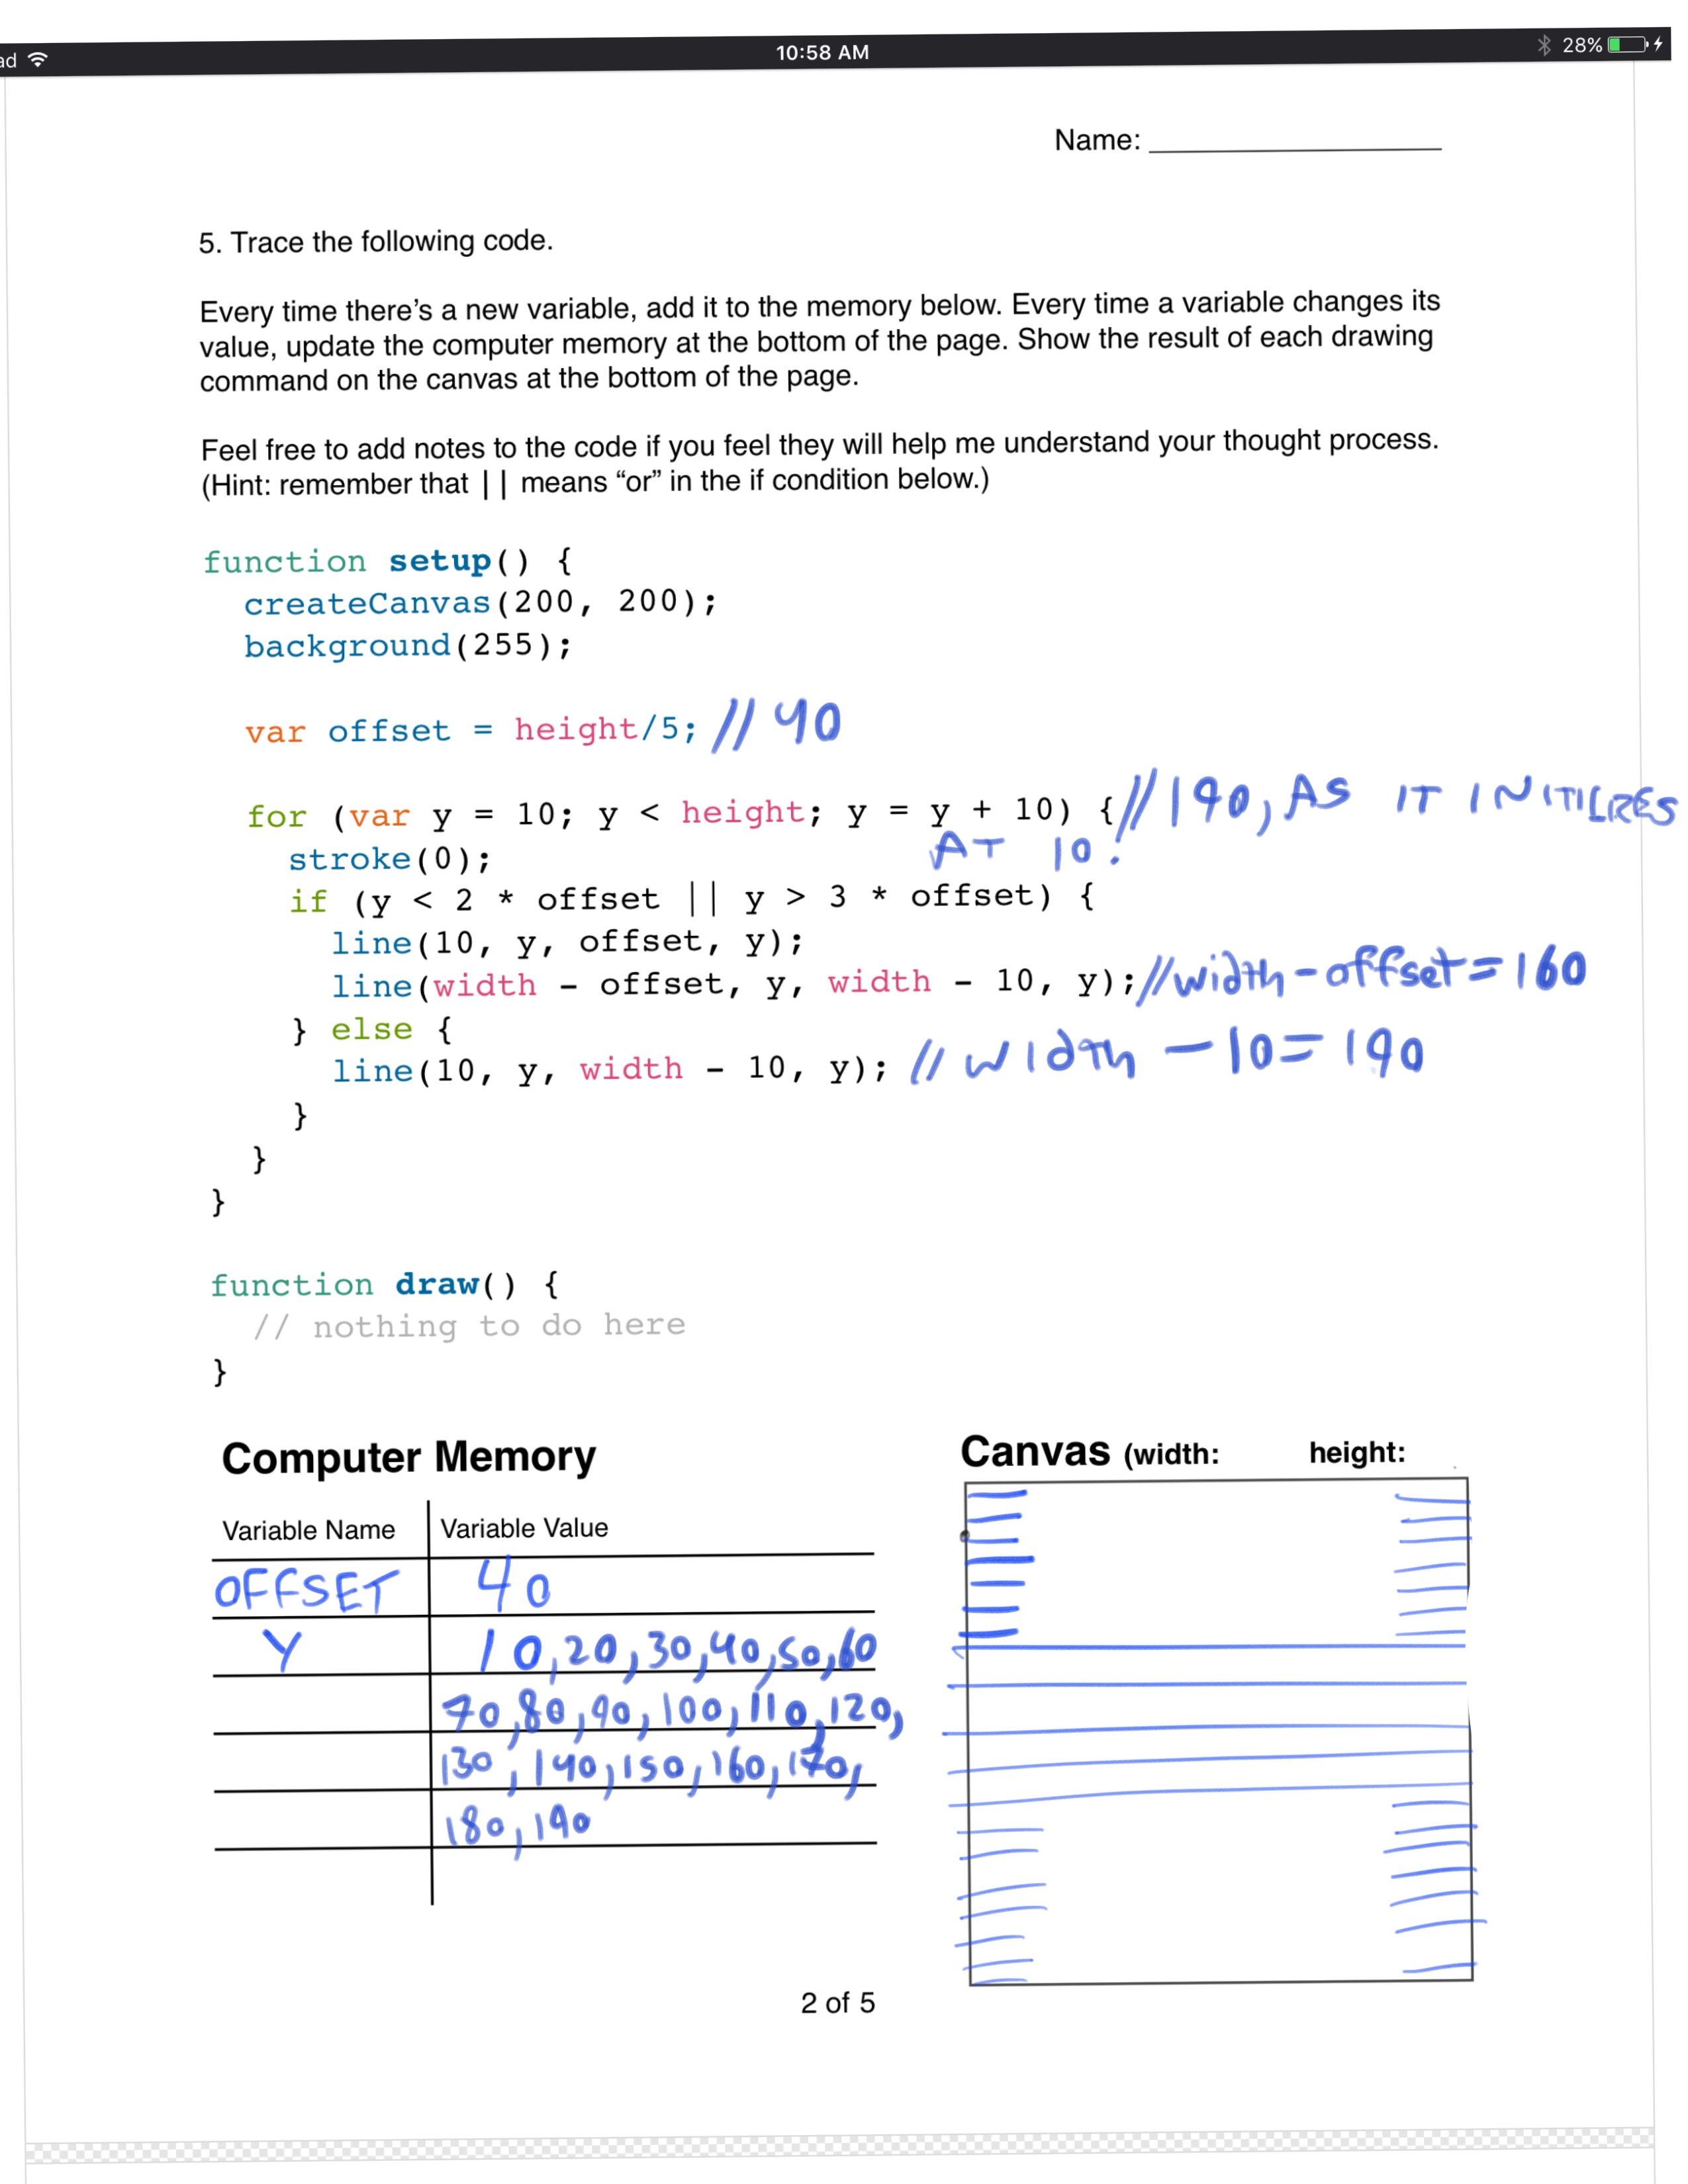 ad
10:58 AM
28%
Name:
5. Trace the following code.
Every time there’s a new variable, add it to the memory below. Every time a variable changes its
value, update the computer memory at the bottom of the page. Show the result of each drawing
command on the canvas at the bottom of the page.
Feel free to add notes to the code if you feel they will help me understand your thought process.
(Hint: remember that || means “or” in the if condition below.)
function setup() {
createCanvas(200, 200);
background(255);
var offset = height/5; // 40
for (var y = 10; y < height; y = y + 10) { // 190, AS IT INITILRES
AT 10.
stroke(0);
if (y < 2 * offset || y > 3 * offset) {
line(10, y, offset, y);
line(width - offset, y, width - 10, y); // width - offset = 160
} else {
line(10, y, width - 10, y); // width - 10 = 190
}
}
}
function draw() {
// nothing to do here
}
Computer Memory
Variable Name Variable Value
OFFSET 40
Y 10,20,30,40,50,60
70,80,90,100,110,120,
130,140,150,160,170,
180,190
Canvas (width: height:
2 of 5